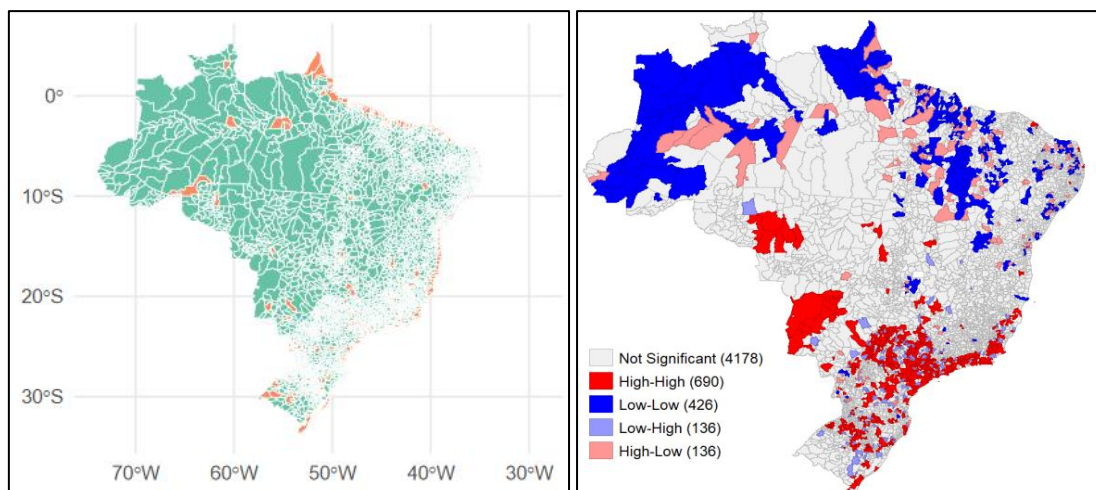 0°
10°S
20°S
30°S
70°W
60°W
50°W
40°W
30°W
Not Significant (4178)
High-High (690)
Low-Low (426)
Low-High (136)
High-Low (136)